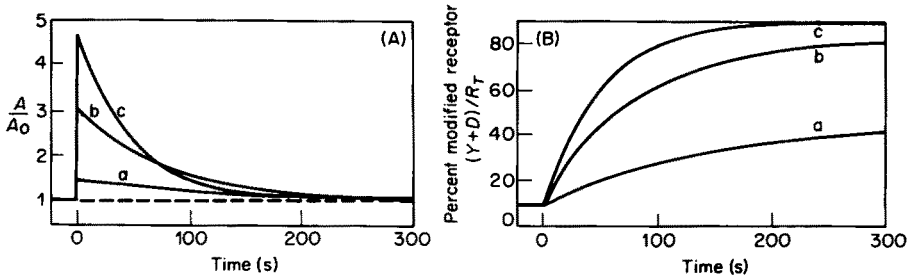 5
4
3
2
1
A
A0
(A)
b
c
a
0
100
200
300
Time (s)
Percent modified receptor
(Y+D)/RT
80
60
40
20
0
(B)
c
b
a
0
100
200
300
Time (s)